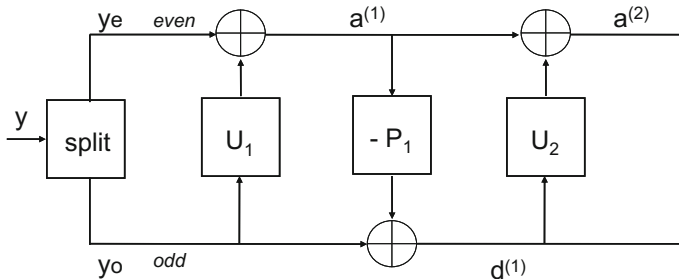 ye even a(1) a(2)
y
split U1 - P1 U2
yo odd d(1)